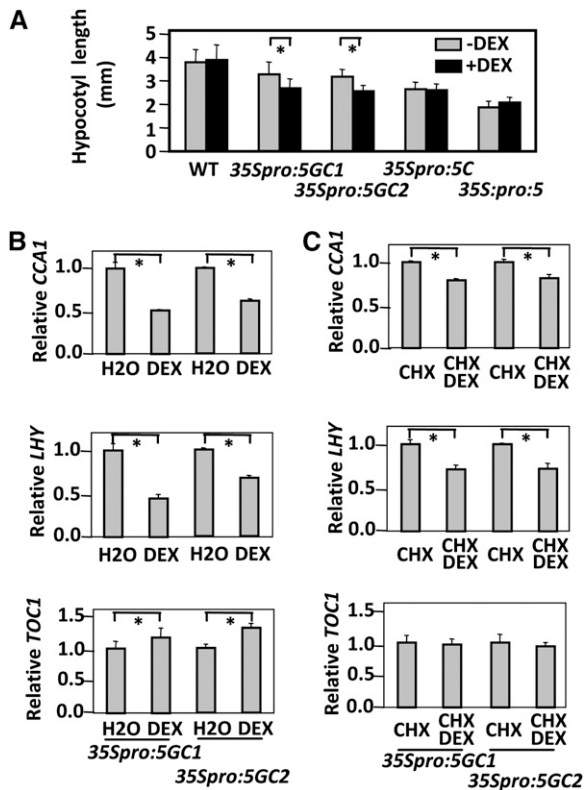 A
Hypocotyl length
(mm)
5
4
3
2
1
0
-DEX
+DEX
*
*
WT
35Spro:5GC1
35Spro:5C
35Spro:5GC2
35S:pro:5
B
Relative CCA1
1.0
0.5
0.0
*
*
H2O DEX H2O DEX
Relative LHY
1.0
0.5
0.0
*
*
H2O DEX H2O DEX
Relative TOC1
1.5
1.0
0.5
0.0
*
*
H2O DEX H2O DEX
35Spro:5GC1
35Spro:5GC2
C
Relative CCA1
1.0
0.5
0.0
*
*
CHX CHX DEX CHX CHX DEX
Relative LHY
1.0
0.5
0.0
*
*
CHX CHX DEX CHX CHX DEX
Relative TOC1
1.5
1.0
0.5
0.0
CHX CHX DEX CHX CHX DEX
35Spro:5GC1
35Spro:5GC2